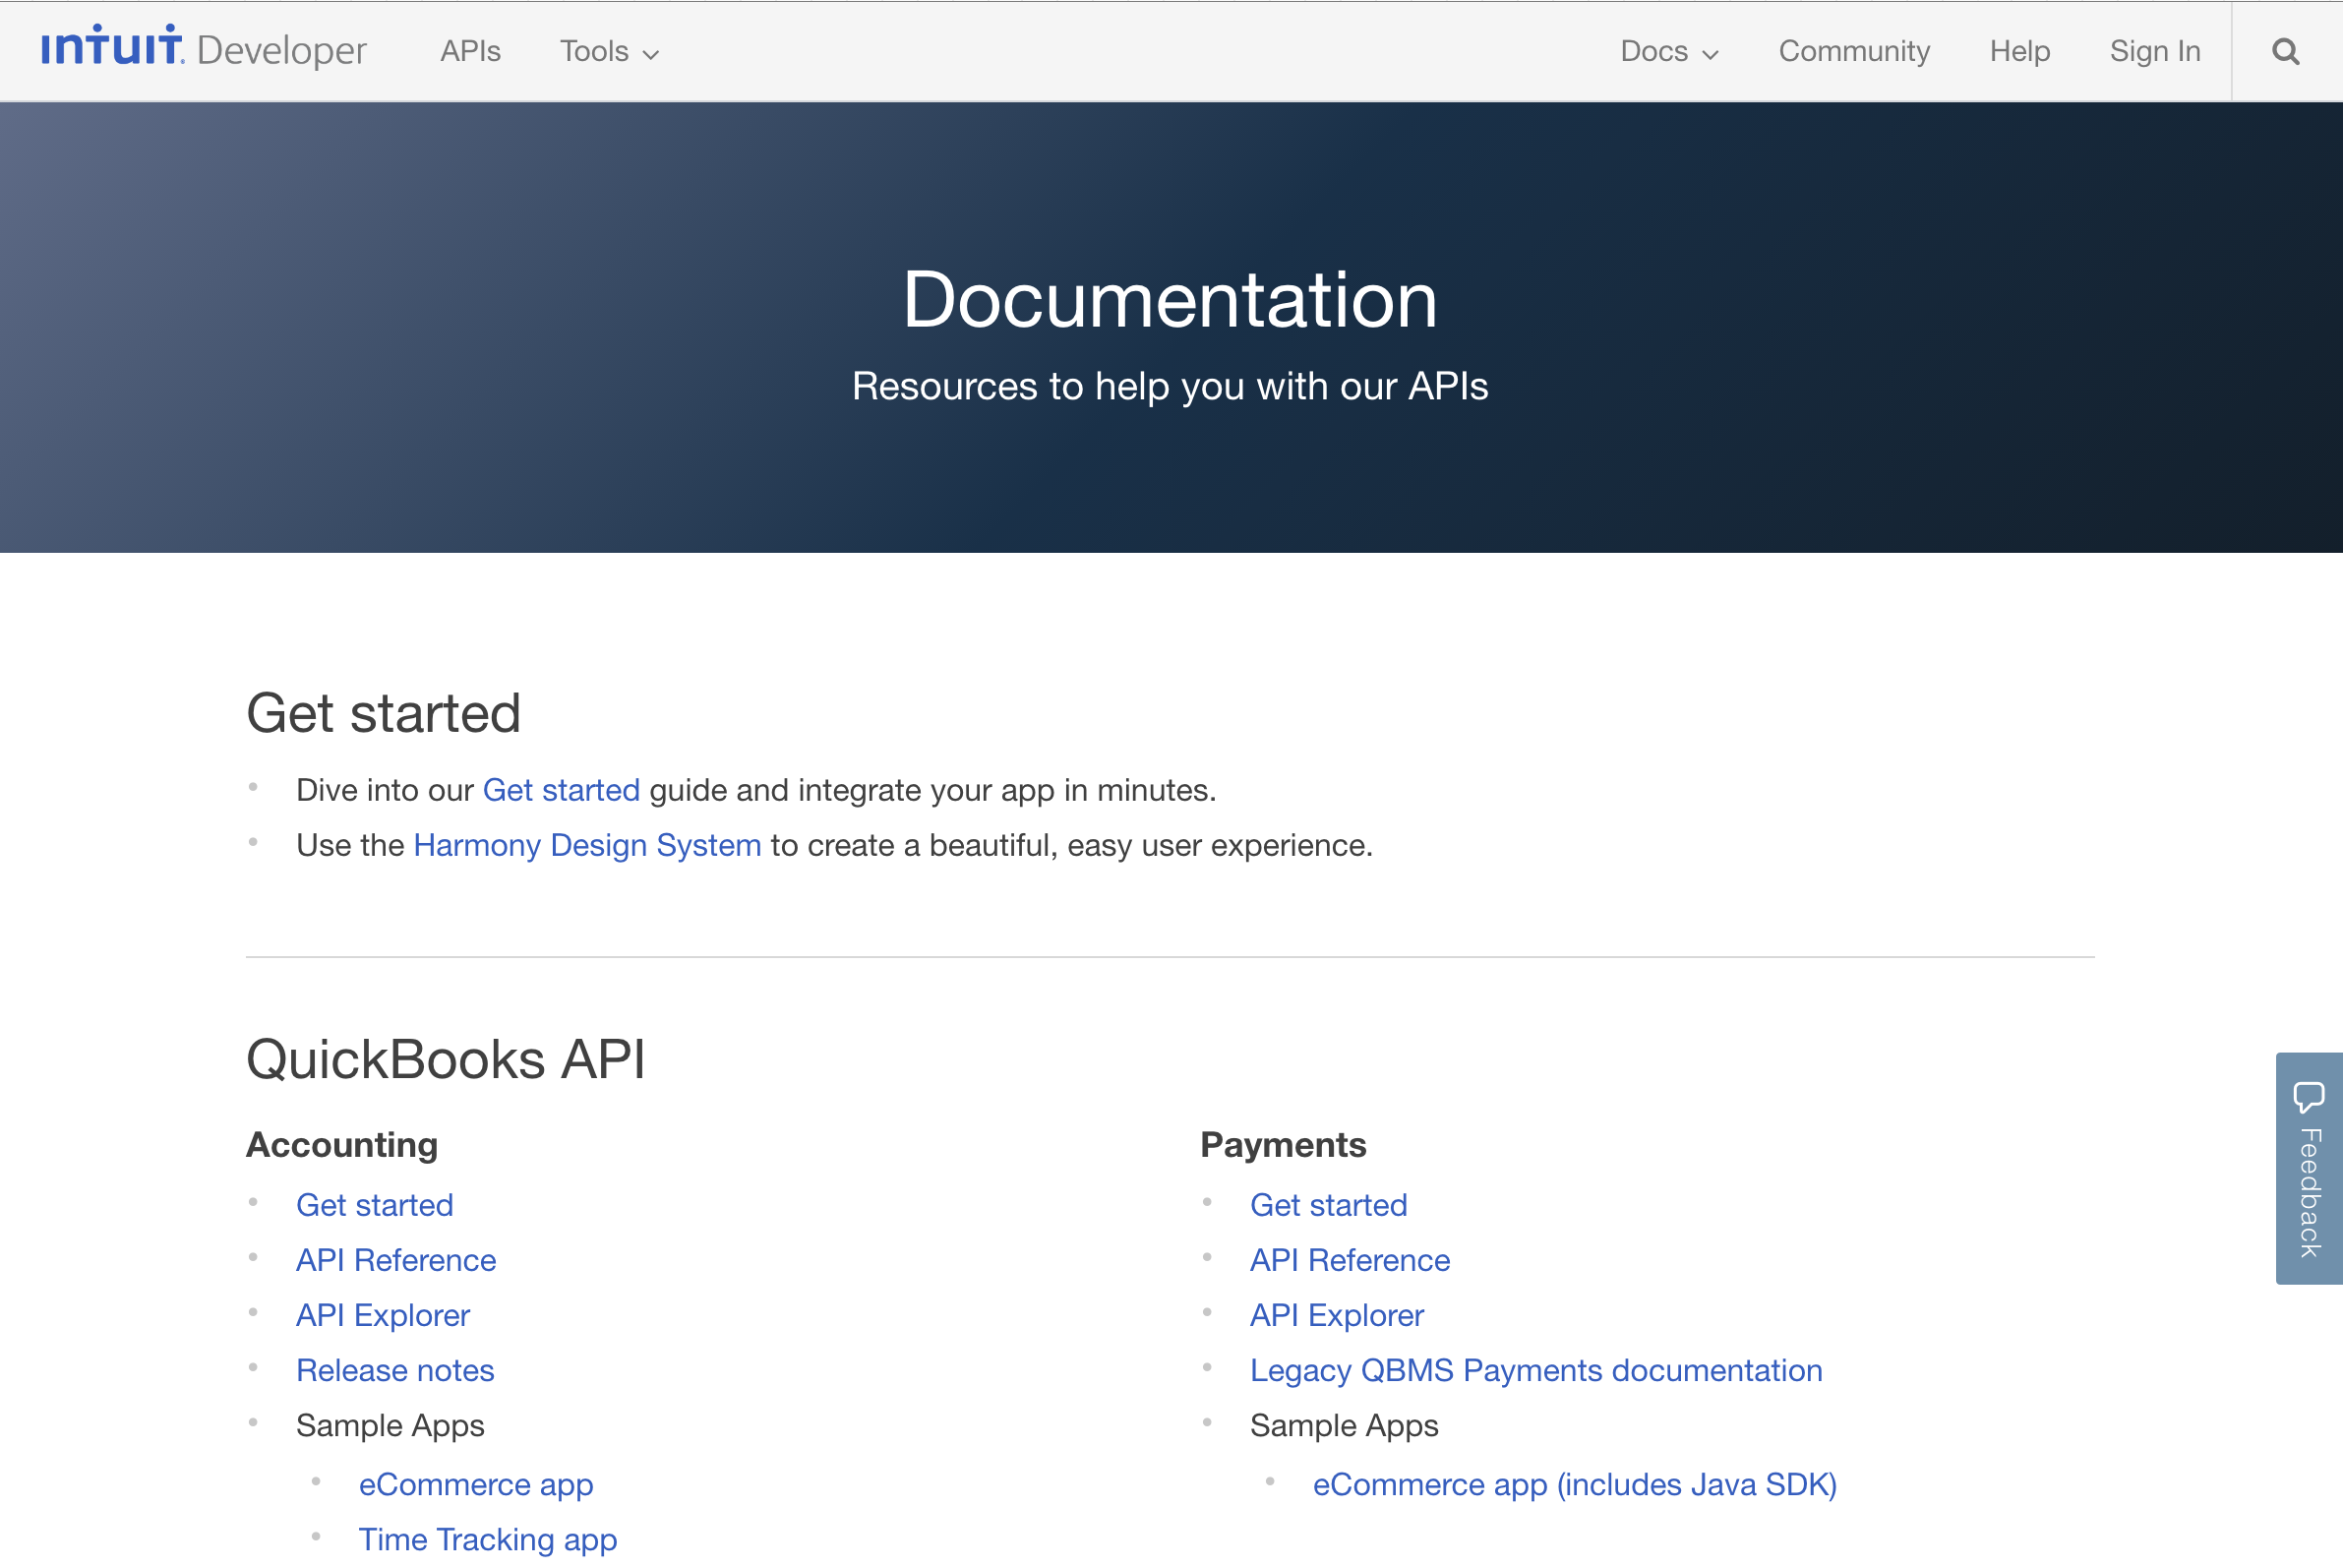 intuit Developer APIs Tools Docs Community Help Sign In
Documentation
Resources to help you with our APIs
Get started
Dive into our Get started guide and integrate your app in minutes.
Use the Harmony Design System to create a beautiful, easy user experience.
QuickBooks API
Accounting
Get started
API Reference
API Explorer
Release notes
Sample Apps
eCommerce app
Time Tracking app
Payments
Get started
API Reference
API Explorer
Legacy QBMS Payments documentation
Sample Apps
eCommerce app (includes Java SDK)
Feedback